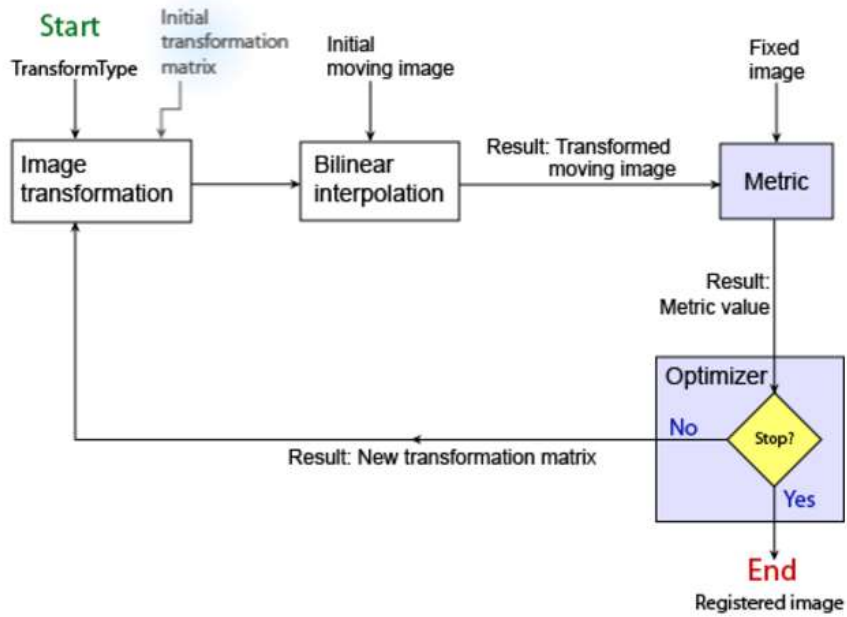 Start
TransformType
Initial
transformation
matrix
Initial
moving image
Fixed
image
Image
transformation
Bilinear
interpolation
Result: Transformed
moving image
Metric
Result:
Metric value
Optimizer
No
Stop?
Result: New transformation matrix
Yes
End
Registered image